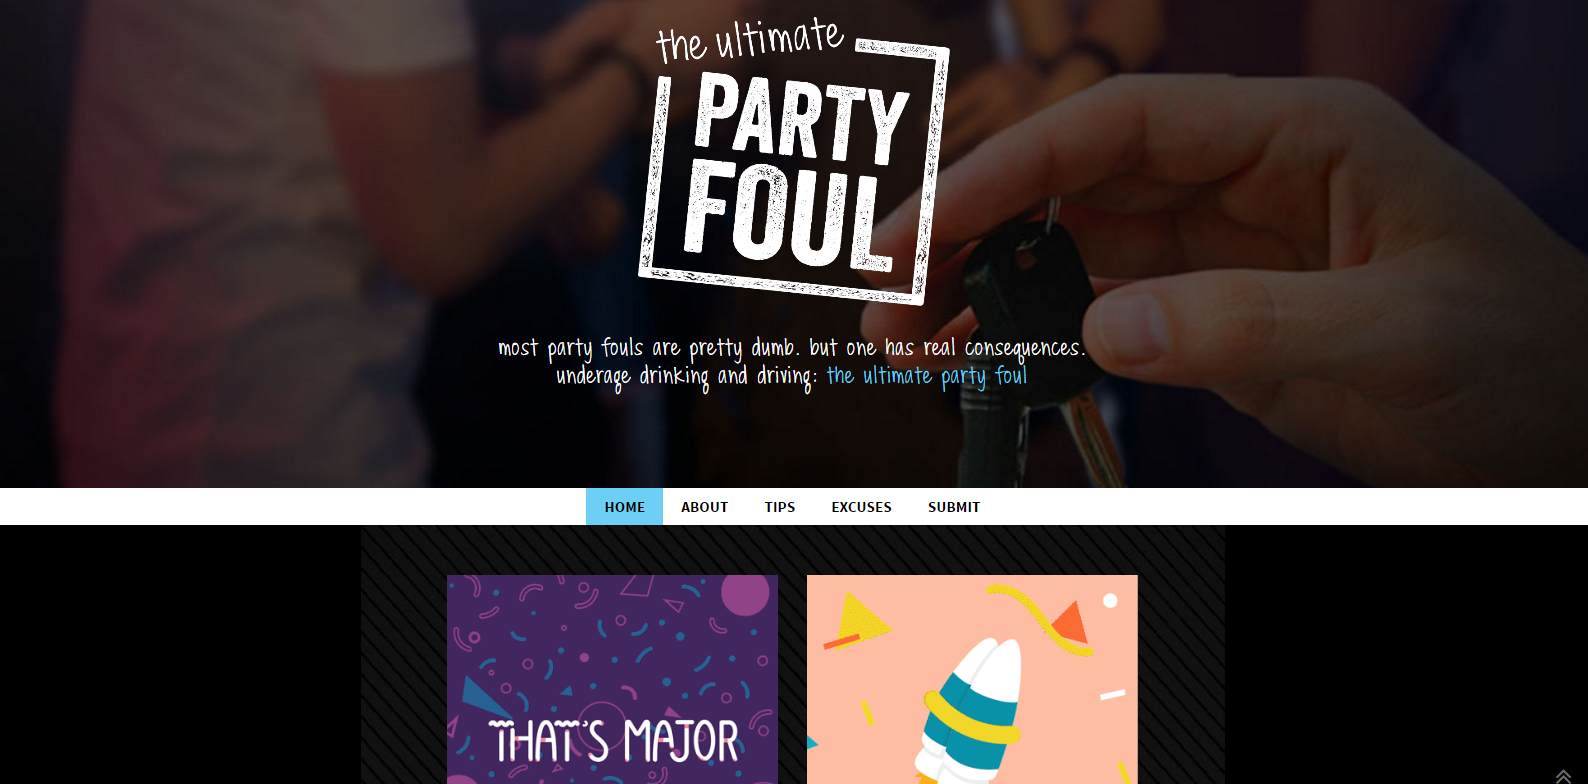 the ultimate
PARTY
FOUL
most party fouls are pretty dumb. but one has real consequences.
underage drinking and driving: the ultimate party foul
HOME ABOUT TIPS EXCUSES SUBMIT
THAT'S MAJOR